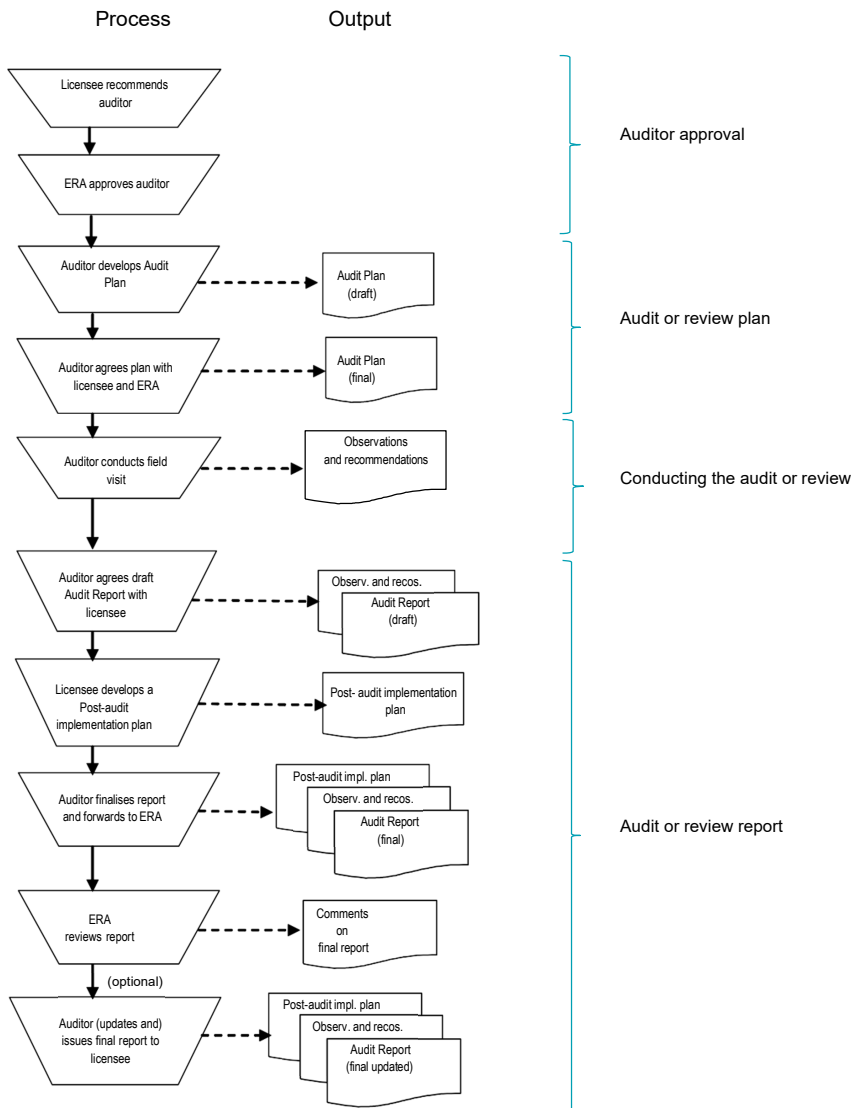 Process
Output
Licensee recommends
auditor
Auditor approval
ERA approves auditor
Auditor develops Audit
Plan
Audit Plan
(draft)
Audit or review plan
Auditor agrees plan with
licensee and ERA
Audit Plan
(final)
Auditor conducts field
visit
Observations
and recommendations
Conducting the audit or review
Auditor agrees draft
Audit Report with
licensee
Observ. and recos.
Audit Report
(draft)
Licensee develops a
Post-audit
implementation plan
Post- audit implementation
plan
Auditor finalises report
and forwards to ERA
Post-audit impl. plan
Observ. and recos.
Audit Report
(final)
Audit or review report
ERA
reviews report
Comments
on
final report
(optional)
Auditor (updates and)
issues final report to
licensee
Post-audit impl. plan
Observ. and recos.
Audit Report
(final updated)